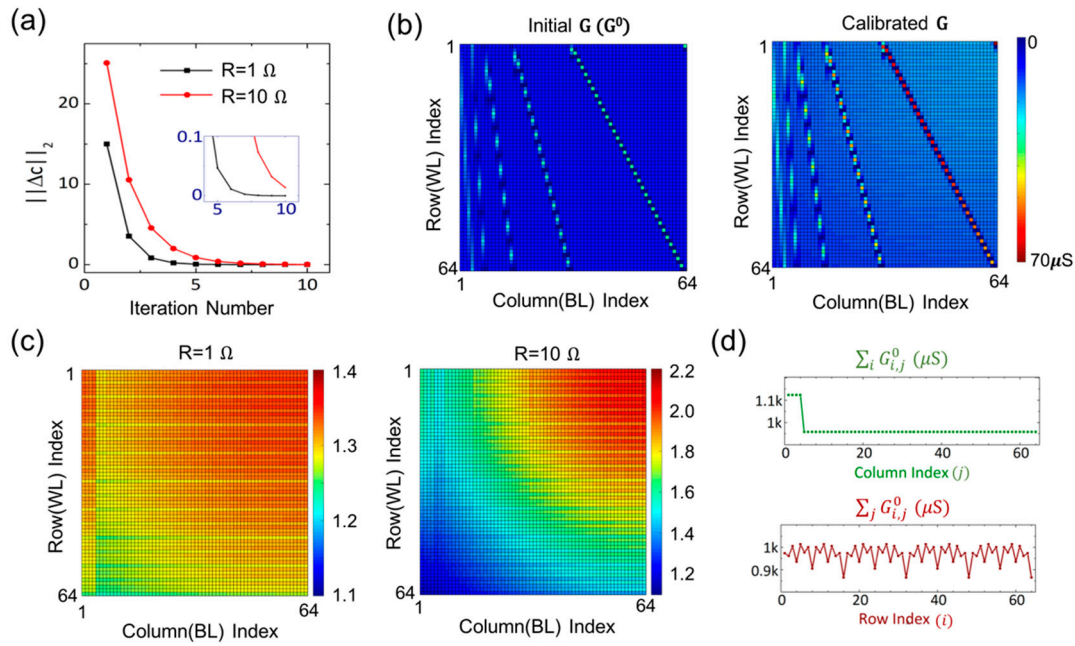 (a)
||Δc||₂
20
10
0
0
5
10
Iteration Number
R=1 Ω
R=10 Ω
0.1
0
5
10
(b)
Initial G (G⁰)
Row(WL) Index
1
64
1
64
Column(BL) Index
Calibrated G
Row(WL) Index
1
64
1
64
Column(BL) Index
0
70μS
(c)
R=1 Ω
Row(WL) Index
1
64
1
64
Column(BL) Index
1.4
1.3
1.2
1.1
R=10 Ω
Row(WL) Index
1
64
1
64
Column(BL) Index
2.2
2.0
1.8
1.6
1.4
1.2
(d)
∑ᵢ G⁰ᵢ,ⱼ (μS)
1.1k
1k
0
20
40
60
Column Index (j)
∑ⱼ G⁰ᵢ,ⱼ (μS)
1k
0.9k
0
20
40
60
Row Index (i)